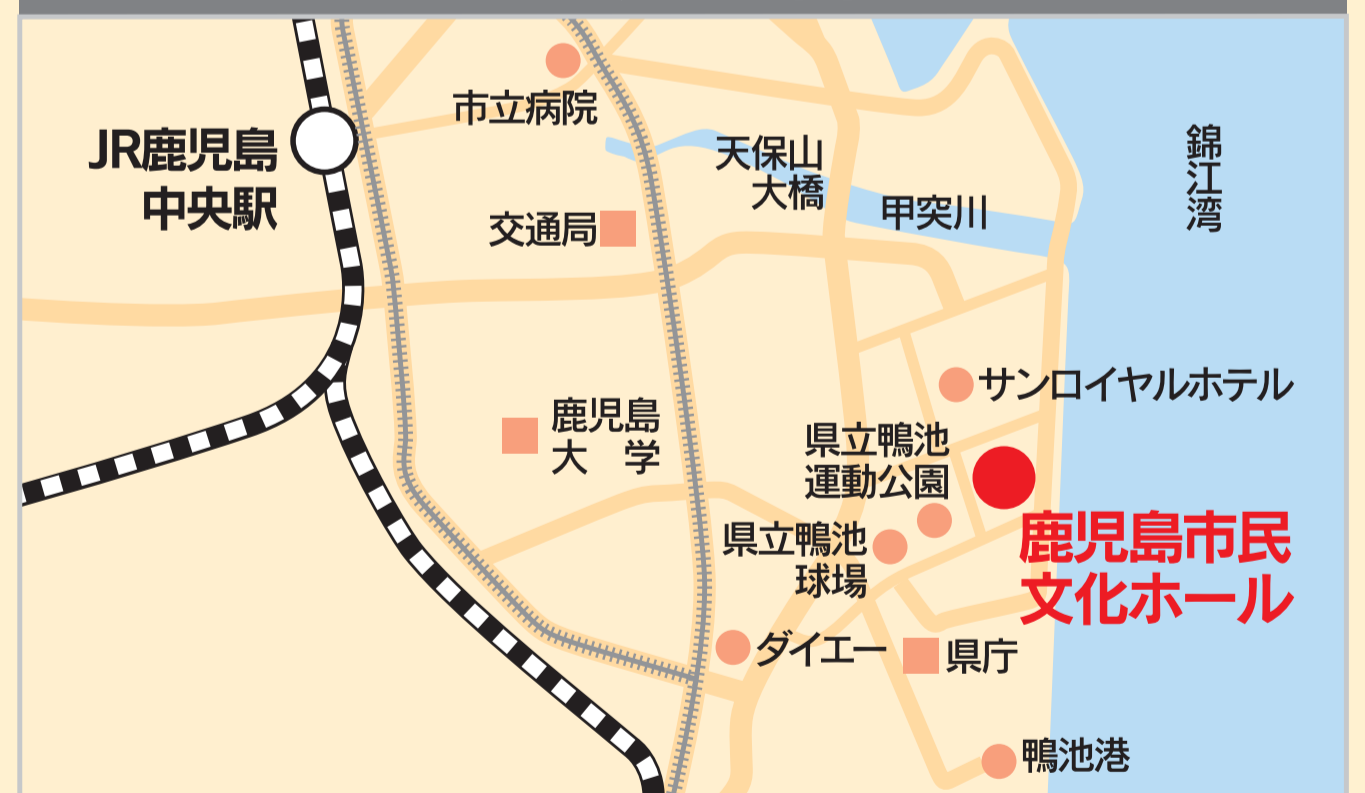 市立病院
JR鹿児島
中央駅
天保山
大橋
錦江湾
甲突川
交通局
サンロイヤルホテル
鹿児島
大　学
県立鴨池
運動公園
県立鴨池
球場
鹿児島市民
文化ホール
ダイエー
県庁
鴨池港